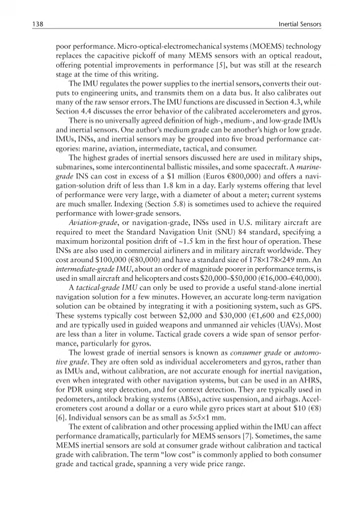 138 Inertial Sensors
poor performance. Micro-optical-electromechanical systems (MOEMS) technology
replaces the capacitive pickoff of many MEMS sensors with an optical readout,
offering potential improvements in performance [5], but was still at the research
stage at the time of this writing.
The IMU regulates the power supplies to the inertial sensors, converts their out-
puts to engineering units, and transmits them on a data bus. It also calibrates out
many of the raw sensor errors. The IMU functions are discussed in Section 4.3, while
Section 4.4 discusses the error behavior of the calibrated accelerometers and gyros.
There is no universally agreed definition of high-, medium-, and low-grade IMUs
and inertial sensors. One author's medium grade can be another's high or low grade.
IMUs, INSs, and inertial sensors may be grouped into five broad performance cat-
egories: marine, aviation, intermediate, tactical, and consumer.
The highest grades of inertial sensors discussed here are used in military ships,
submarines, some intercontinental ballistic missiles, and some spacecraft. A marine-
grade INS can cost in excess of a $1 million (Euros €800,000) and offers a navi-
gation-solution drift of less than 1.8 km in a day. Early systems offering that level
of performance were very large, with a diameter of about a meter; current systems
are much smaller. Indexing (Section 5.8) is sometimes used to achieve the required
performance with lower-grade sensors.
Aviation-grade, or navigation-grade, INSs used in U.S. military aircraft are
required to meet the Standard Navigation Unit (SNU) 84 standard, specifying a
maximum horizontal position drift of ~1.5 km in the first hour of operation. These
INSs are also used in commercial airliners and in military aircraft worldwide. They
cost around $100,000 (€80,000) and have a standard size of 178×178×249 mm. An
intermediate-grade IMU, about an order of magnitude poorer in performance terms, is
used in small aircraft and helicopters and costs $20,000–$50,000 (€16,000–€40,000).
A tactical-grade IMU can only be used to provide a useful stand-alone inertial
navigation solution for a few minutes. However, an accurate long-term navigation
solution can be obtained by integrating it with a positioning system, such as GPS.
These systems typically cost between $2,000 and $30,000 (€1,600 and €25,000)
and are typically used in guided weapons and unmanned air vehicles (UAVs). Most
are less than a liter in volume. Tactical grade covers a wide span of sensor perfor-
mance, particularly for gyros.
The lowest grade of inertial sensors is known as consumer grade or automo-
tive grade. They are often sold as individual accelerometers and gyros, rather than
as IMUs and, without calibration, are not accurate enough for inertial navigation,
even when integrated with other navigation systems, but can be used in an AHRS,
for PDR using step detection, and for context detection. They are typically used in
pedometers, antilock braking systems (ABSs), active suspension, and airbags. Accel-
erometers cost around a dollar or a euro while gyro prices start at about $10 (€8)
[6]. Individual sensors can be as small as 5×5×1 mm.
The extent of calibration and other processing applied within the IMU can affect
performance dramatically, particularly for MEMS sensors [7]. Sometimes, the same
MEMS inertial sensors are sold at consumer grade without calibration and tactical
grade with calibration. The term "low cost" is commonly applied to both consumer
grade and tactical grade, spanning a very wide price range.